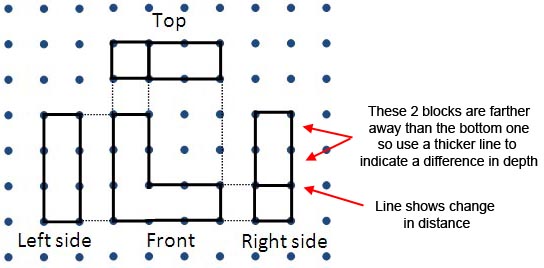 Top
These 2 blocks are farther
away than the bottom one
so use a thicker line to
indicate a difference in depth
Line shows change
in distance
Left side
Front
Right side